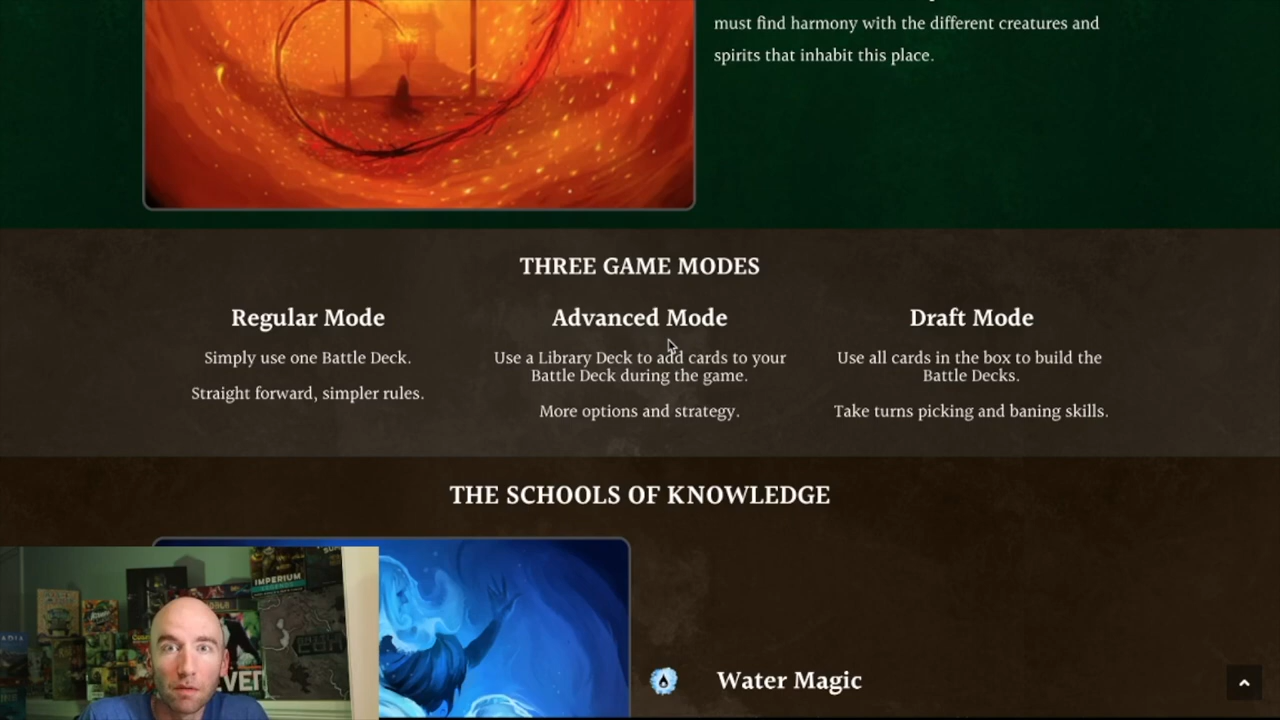 must find harmony with the different creatures and
spirits that inhabit this place.
THREE GAME MODES
Regular Mode
Simply use one Battle Deck.
Straight forward, simpler rules.
Advanced Mode
Use a Library Deck to add cards to your
Battle Deck during the game.
More options and strategy.
Draft Mode
Use all cards in the box to build the
Battle Decks.
Take turns picking and baning skills.
THE SCHOOLS OF KNOWLEDGE
Water Magic
IMPERIUM